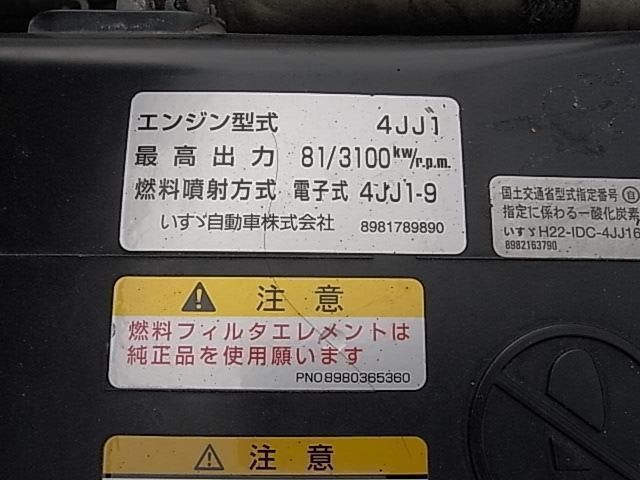 エンジン型式 4JJ1
最高出力 81/3100kw/r.p.m.
燃料噴射方式 電子式 4JJ1-9
いすゞ自動車株式会社 8981789890
国土交通省型式指定番号 自
指定に係わる一酸化炭素
いすゞH22-IDC-4JJ16
8982163790
注意
燃料フィルタエレメントは
純正品を使用願います
PNO8980365360
注意